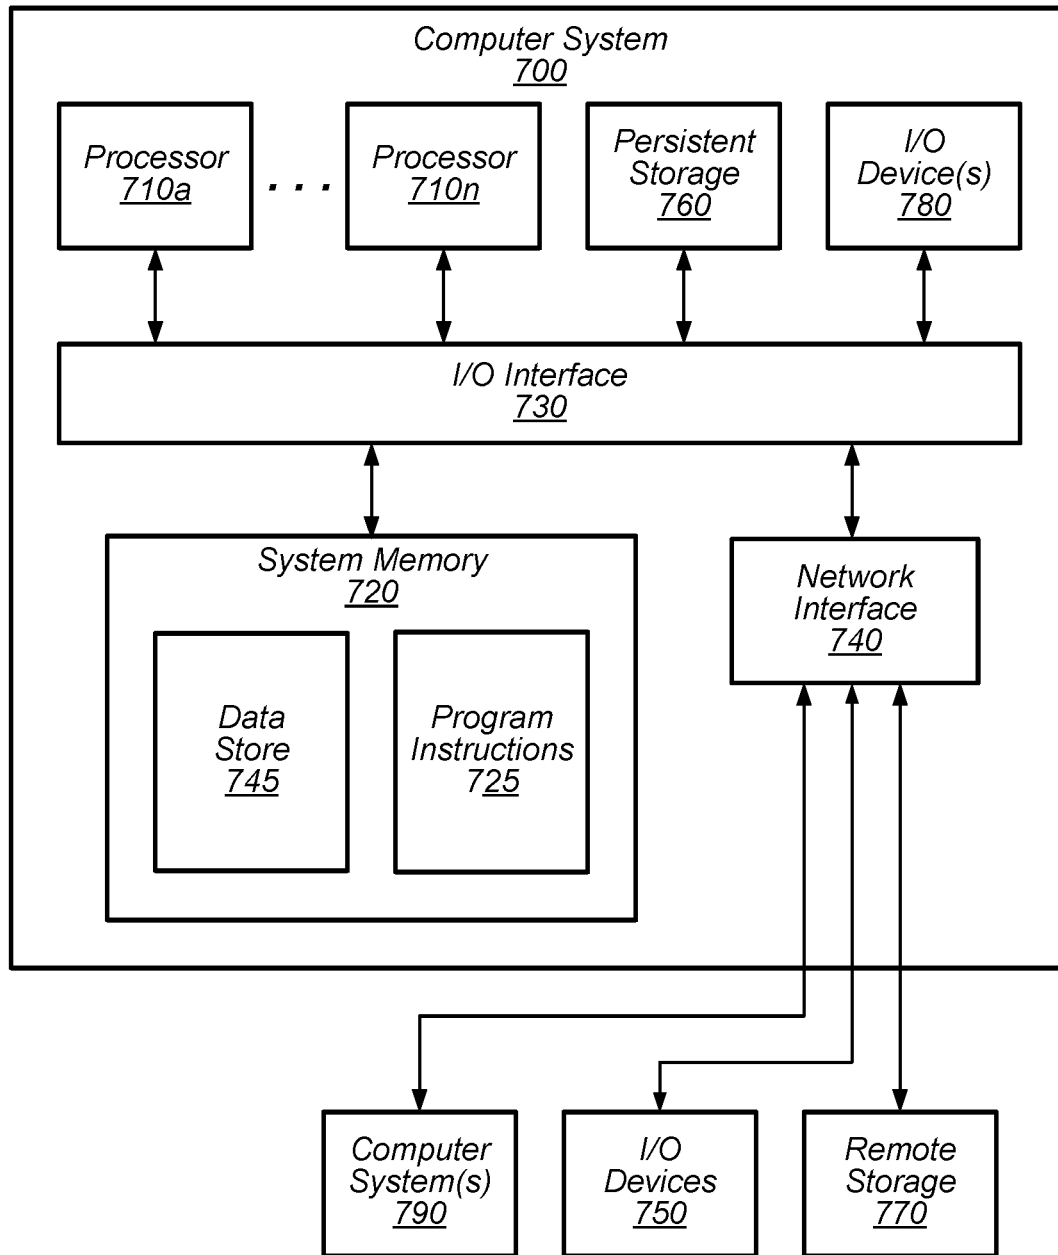 Computer System
700
Processor
710a
. . .
Processor
710n
Persistent
Storage
760
I/O
Device(s)
780
I/O Interface
730
System Memory
720
Data
Store
745
Program
Instructions
725
Network
Interface
740
Computer
System(s)
790
I/O
Devices
750
Remote
Storage
770